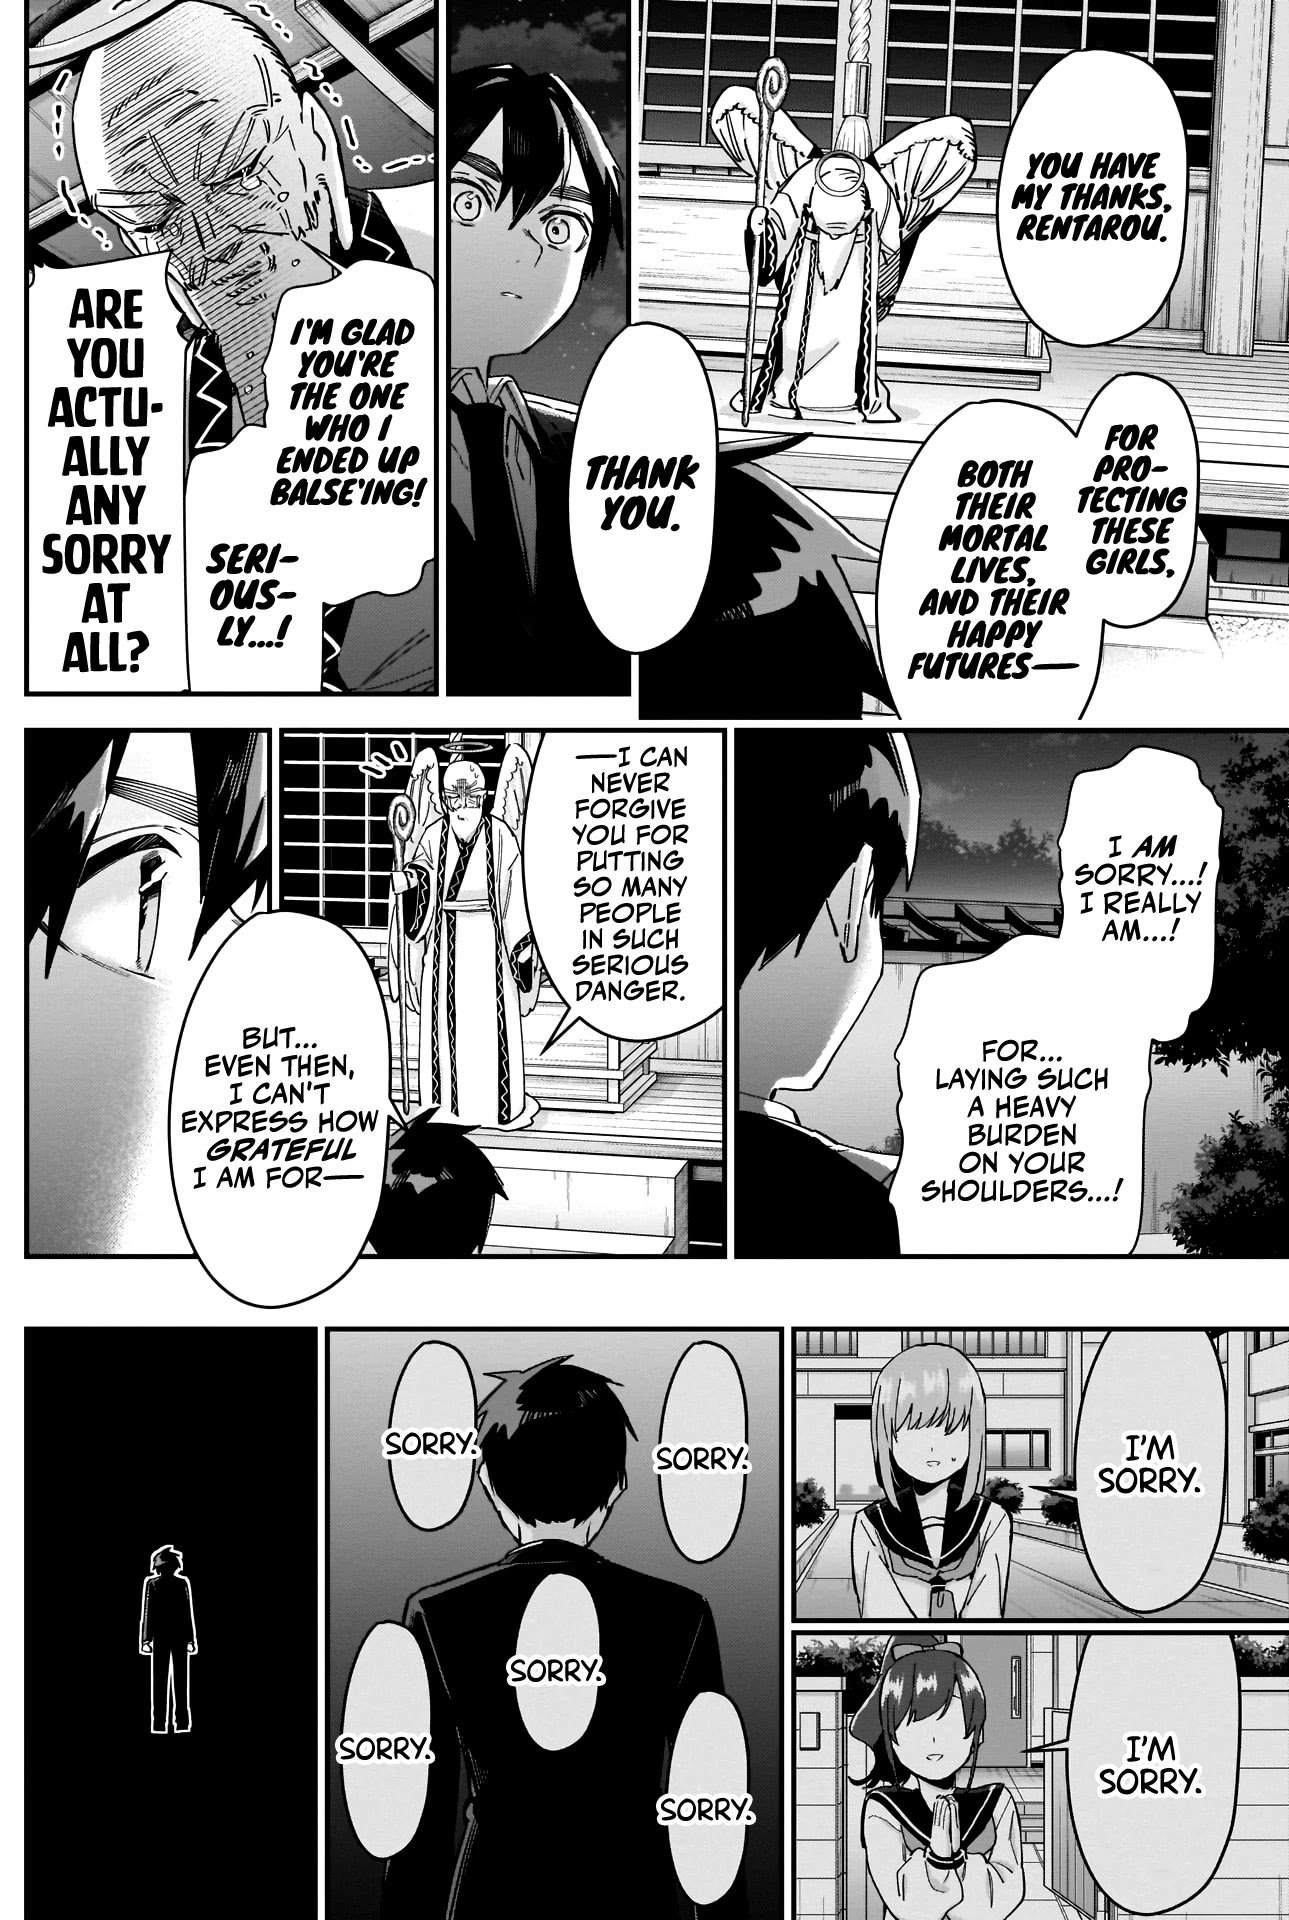 YOU HAVE
MY THANKS,
RENTAROU.
FOR
PRO-
TECTING
THESE
GIRLS,
BOTH
THEIR
MORTAL
LIVES,
AND THEIR
HAPPY
FUTURES—
THANK
YOU.
I'M GLAD
YOU'RE
THE ONE
WHO I
ENDED UP
BALSE'ING!
SERI-
OUS-
LY...!
ARE
YOU
ACTU-
ALLY
ANY
SORRY
AT
ALL?
I AM
SORRY...!
I REALLY
AM...!
FOR...
LAYING SUCH
A HEAVY
BURDEN
ON YOUR
SHOULDERS...!
—I CAN
NEVER
FORGIVE
YOU FOR
PUTTING
SO MANY
PEOPLE
IN SUCH
SERIOUS
DANGER.
BUT...
EVEN THEN,
I CAN'T
EXPRESS HOW
GRATEFUL
I AM FOR—
I'M
SORRY.
I'M
SORRY.
SORRY.
SORRY.
SORRY.
SORRY.
SORRY.